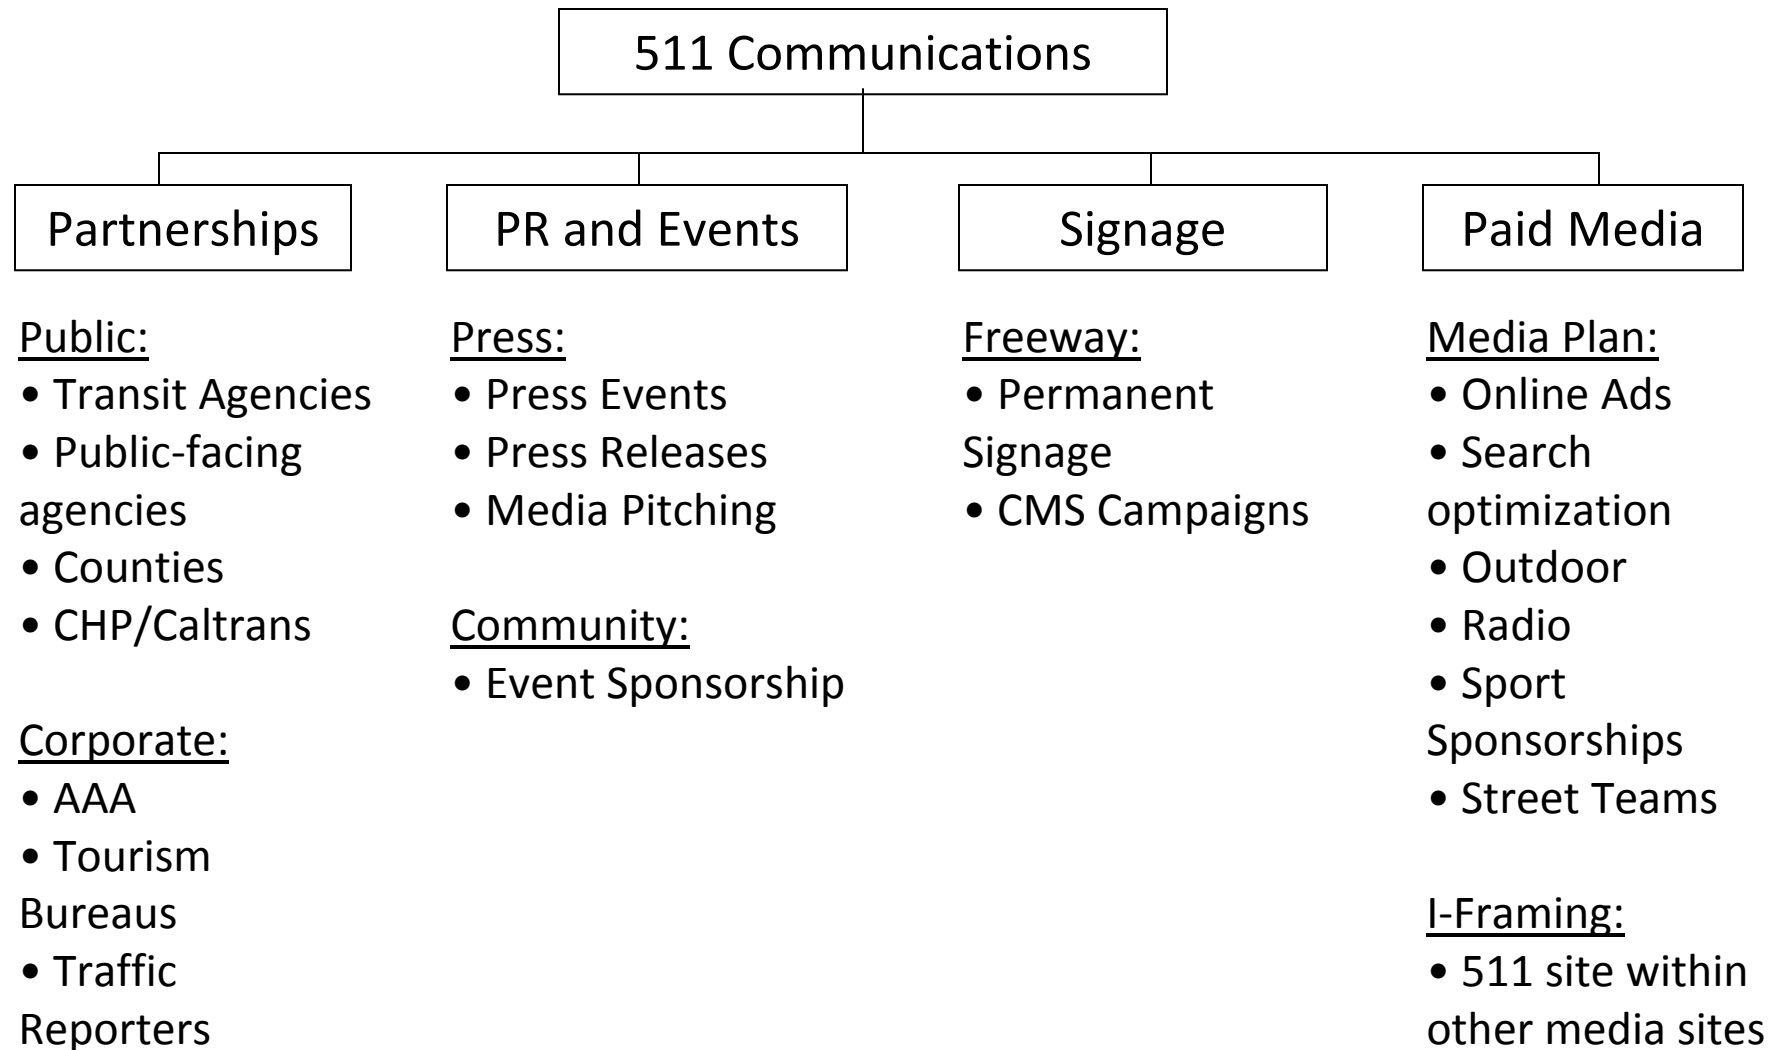 511 Communications
Partnerships
PR and Events
Signage
Paid Media
Public:
• Transit Agencies
• Public-facing
agencies
• Counties
• CHP/Caltrans
Corporate:
• AAA
• Tourism
Bureaus
• Traffic
Reporters
Press:
• Press Events
• Press Releases
• Media Pitching
Community:
• Event Sponsorship
Freeway:
• Permanent
Signage
• CMS Campaigns
Media Plan:
• Online Ads
• Search
optimization
• Outdoor
• Radio
• Sport
Sponsorships
• Street Teams
I-Framing:
• 511 site within
other media sites